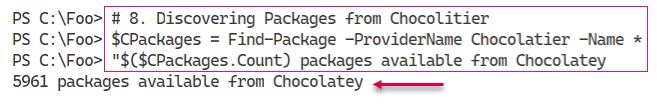 PS C:\Foo> # 8. Discovering Packages from Chocolitier
PS C:\Foo> $CPackages = Find-Package -ProviderName Chocolatier -Name *
PS C:\Foo> "$($CPackages.Count) packages available from Chocolatey
5961 packages available from Chocolatey